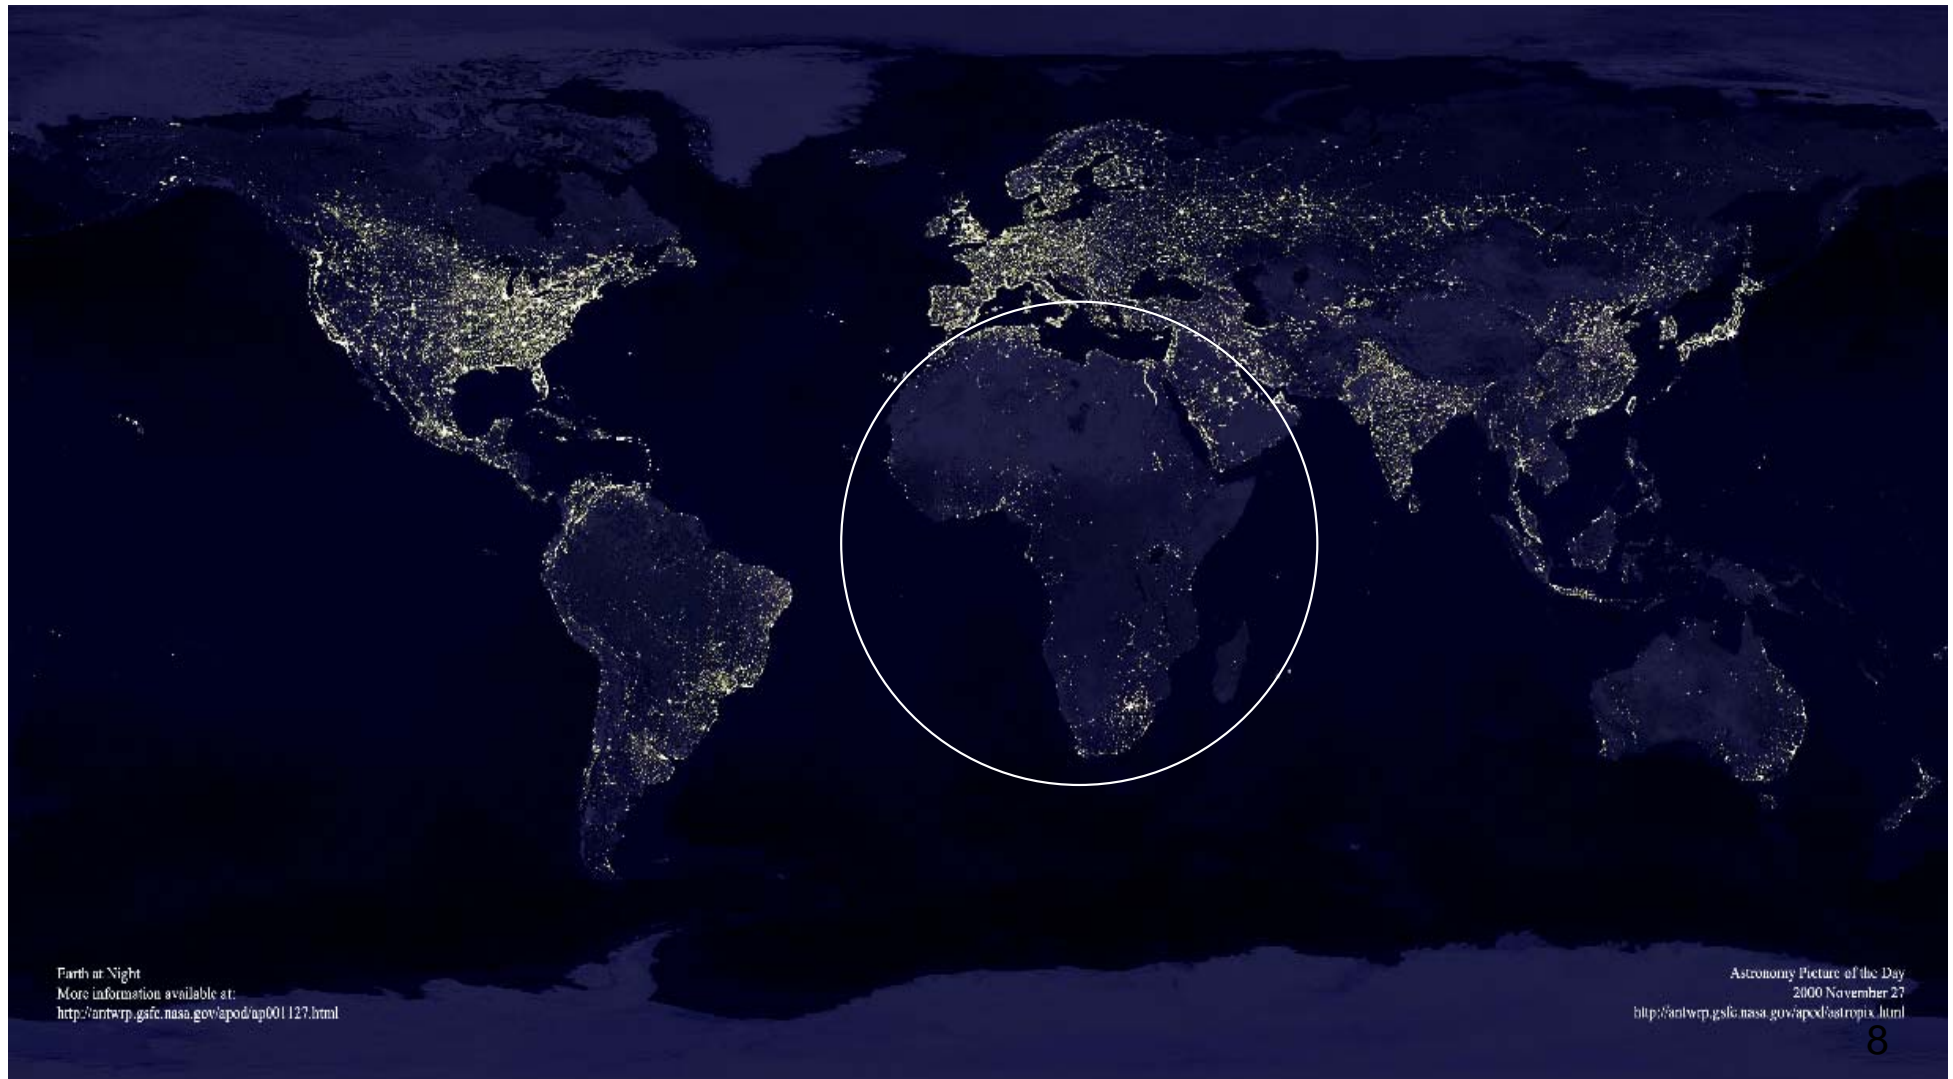 Earth at Night
More information available at:
http://antwrp.gsfc.nasa.gov/apod/ap001127.html
Astronomy Picture of the Day
2000 November 27
http://antwrp.gsfc.nasa.gov/apod/astropix.html
8